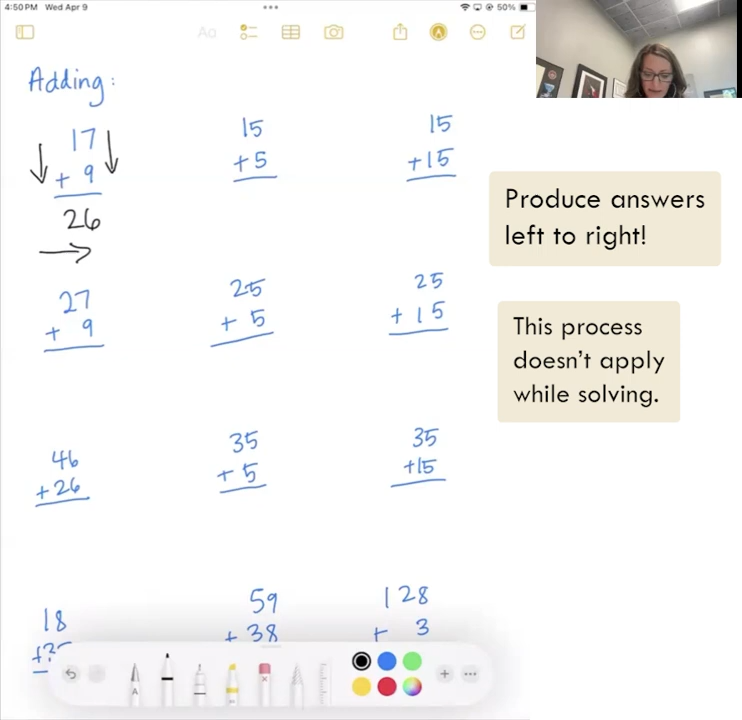 4:50 PM Wed Apr 9
50%
Aa
Adding:
17
+ 9
26
15
+5
15
+15
27
+ 9
25
+ 5
25
+ 15
46
+26
35
+ 5
35
+15
18
59
+ 38
128
+ 3
A
Produce answers
left to right!
This process
doesn't apply
while solving.